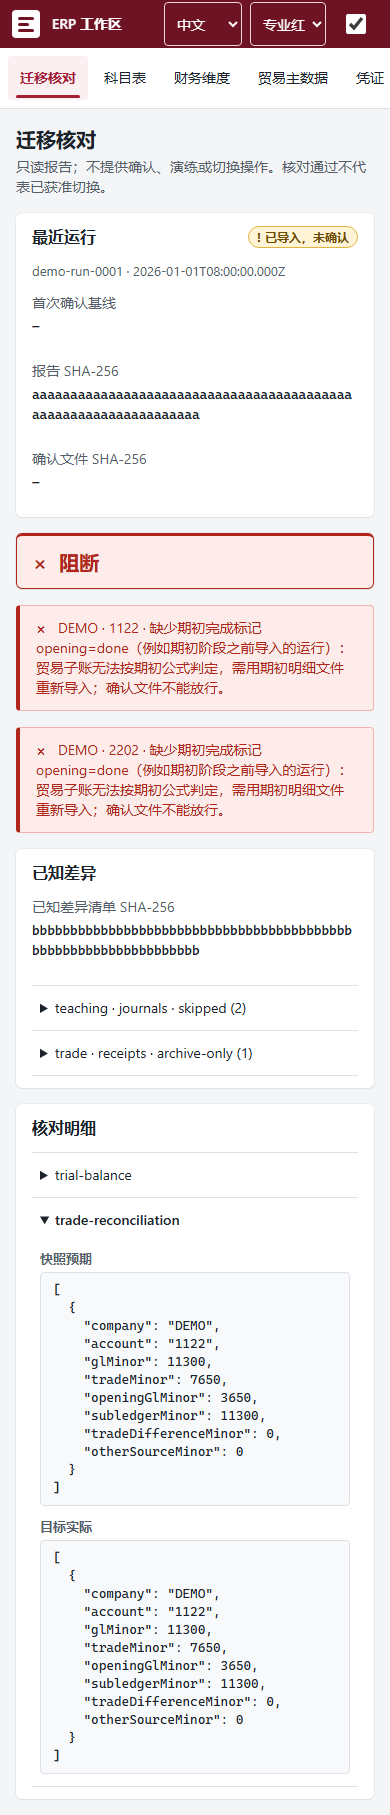 ERP 工作区
中文
专业红
迁移核对
科目表
财务维度
贸易主数据
凭证
迁移核对
只读报告；不提供确认、演练或切换操作。核对通过不代
表已获准切换。
最近运行
! 已导入，未确认
demo-run-0001 · 2026-01-01T08:00:00.000Z
首次确认基线
–
报告 SHA-256
aaaaaaaaaaaaaaaaaaaaaaaaaaaaaaaaaaaaaaaaaa
aaaaaaaaaaaaaaaaaaaaaa
确认文件 SHA-256
–
× 阻断
× DEMO · 1122 · 缺少期初完成标记
opening=done（例如期初阶段之前导入的运行）：
贸易子账无法按期初公式判定，需用期初明细文件
重新导入；确认文件不能放行。
× DEMO · 2202 · 缺少期初完成标记
opening=done（例如期初阶段之前导入的运行）：
贸易子账无法按期初公式判定，需用期初明细文件
重新导入；确认文件不能放行。
已知差异
已知差异清单 SHA-256
bbbbbbbbbbbbbbbbbbbbbbbbbbbbbbbbbbbbbbbbbb
bbbbbbbbbbbbbbbbbbbbbb
▶ teaching · journals · skipped (2)
▶ trade · receipts · archive-only (1)
核对明细
▶ trial-balance
▼ trade-reconciliation
快照预期
[
{
"company": "DEMO",
"account": "1122",
"glMinor": 11300,
"tradeMinor": 7650,
"openingGlMinor": 3650,
"subledgerMinor": 11300,
"tradeDifferenceMinor": 0,
"otherSourceMinor": 0
}
]
目标实际
[
{
"company": "DEMO",
"account": "1122",
"glMinor": 11300,
"tradeMinor": 7650,
"openingGlMinor": 3650,
"subledgerMinor": 11300,
"tradeDifferenceMinor": 0,
"otherSourceMinor": 0
}
]